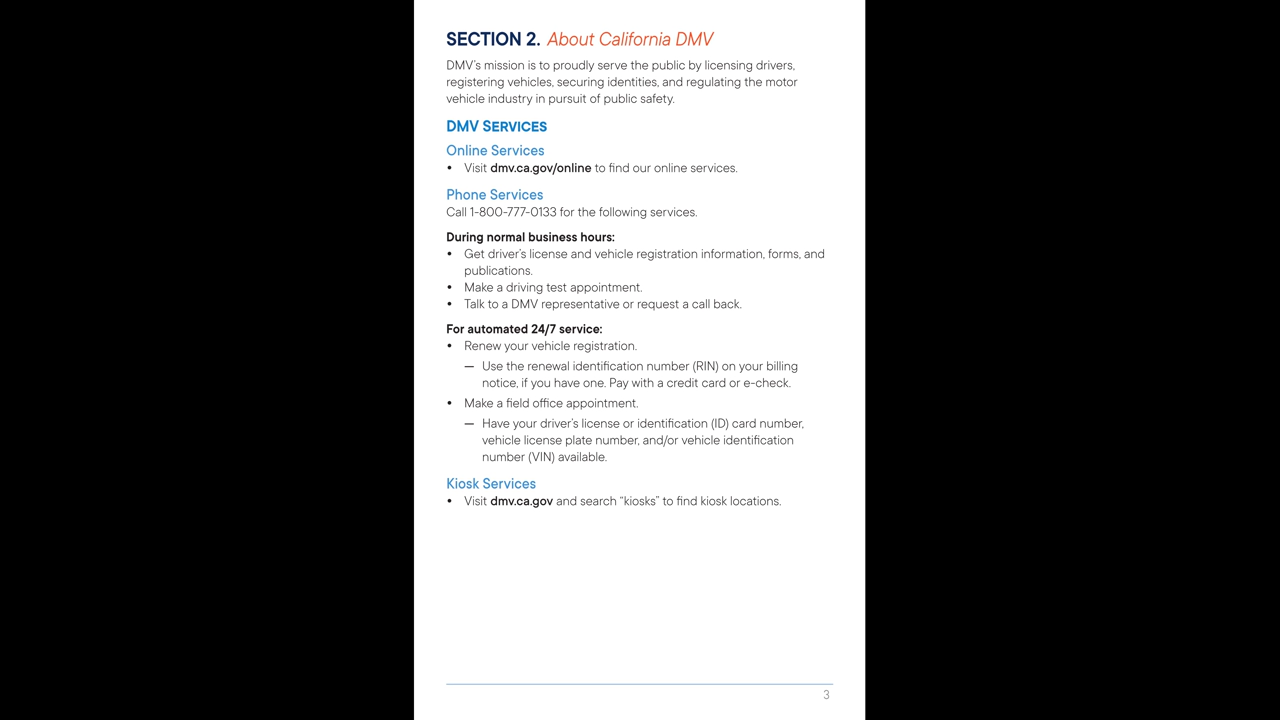 SECTION 2. About California DMV
DMV's mission is to proudly serve the public by licensing drivers,
registering vehicles, securing identities, and regulating the motor
vehicle industry in pursuit of public safety.
DMV SERVICES
Online Services
• Visit dmv.ca.gov/online to find our online services.
Phone Services
Call 1-800-777-0133 for the following services.
During normal business hours:
• Get driver's license and vehicle registration information, forms, and
publications.
• Make a driving test appointment.
• Talk to a DMV representative or request a call back.
For automated 24/7 service:
• Renew your vehicle registration.
— Use the renewal identification number (RIN) on your billing
notice, if you have one. Pay with a credit card or e-check.
• Make a field office appointment.
— Have your driver's license or identification (ID) card number,
vehicle license plate number, and/or vehicle identification
number (VIN) available.
Kiosk Services
• Visit dmv.ca.gov and search “kiosks” to find kiosk locations.
3